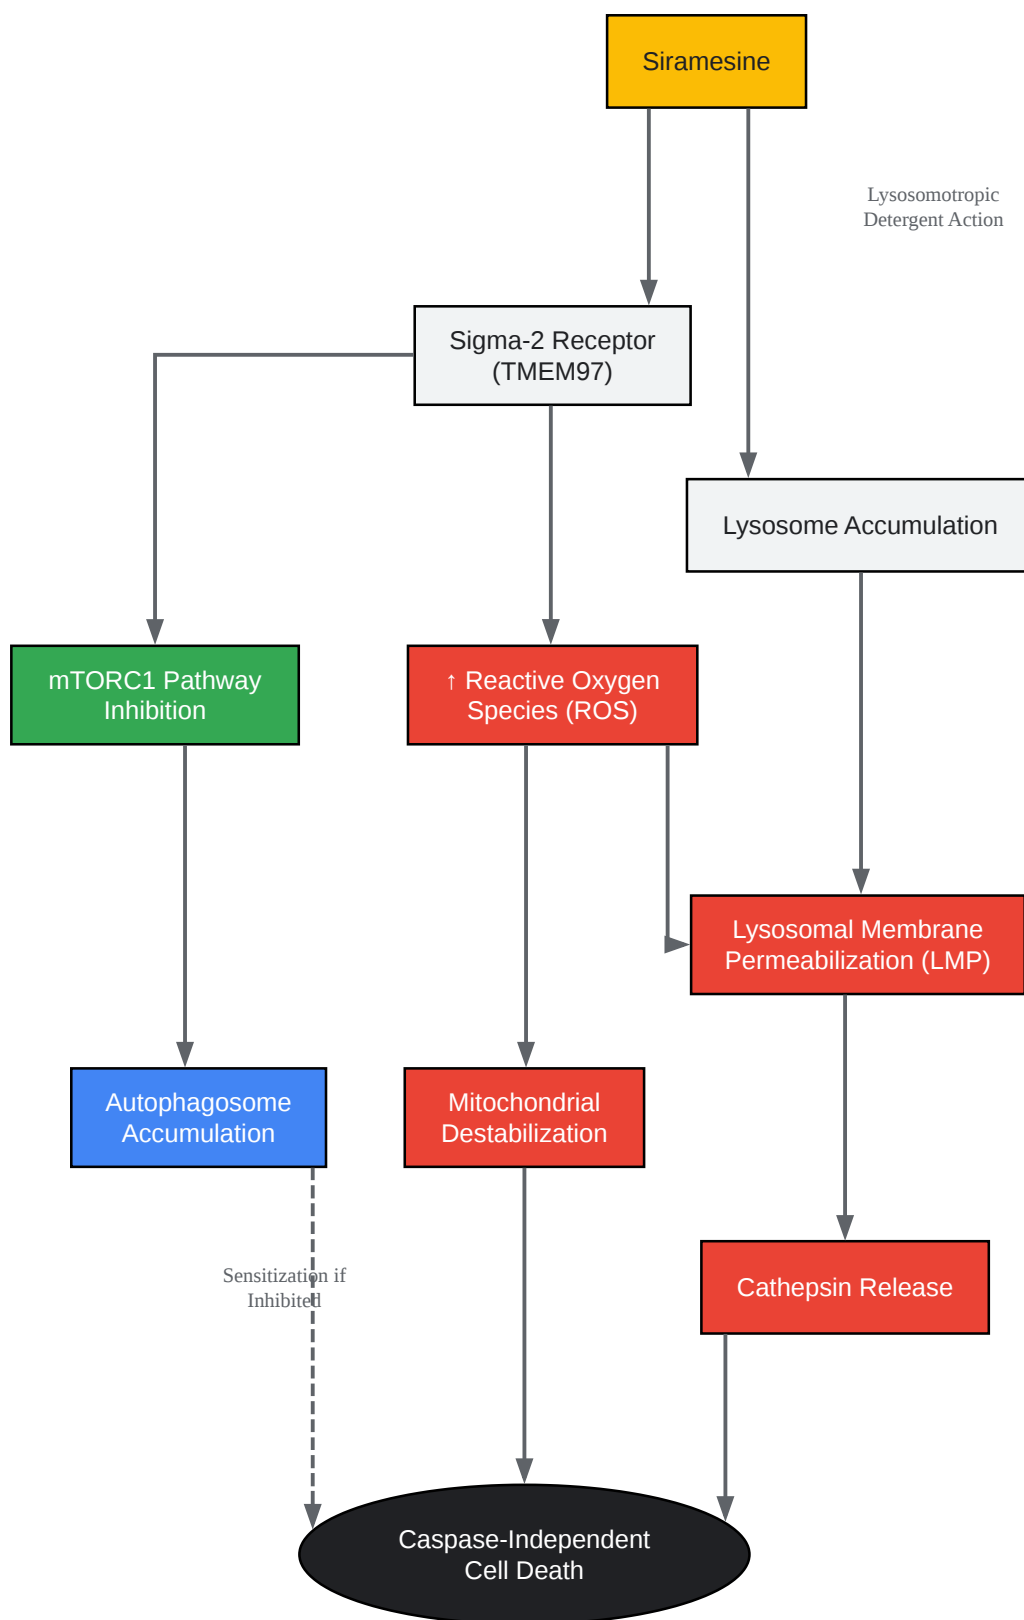 Siramesine
Lysosomotropic
Detergent Action
Sigma-2 Receptor
(TMEM97)
Lysosome Accumulation
mTORC1 Pathway
Inhibition
↑ Reactive Oxygen
Species (ROS)
Lysosomal Membrane
Permeabilization (LMP)
Autophagosome
Accumulation
Mitochondrial
Destabilization
Sensitization if
Inhibited
Cathepsin Release
Caspase-Independent
Cell Death